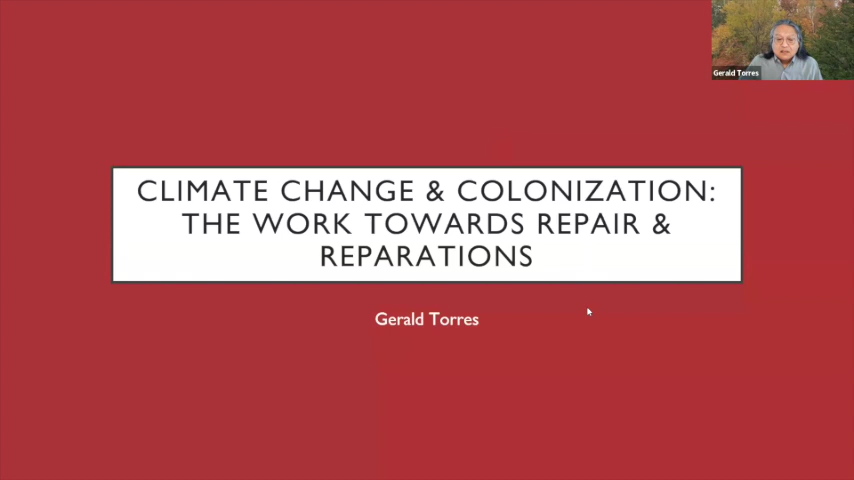 Gerald Torres
CLIMATE CHANGE & COLONIZATION:
THE WORK TOWARDS REPAIR &
REPARATIONS
Gerald Torres